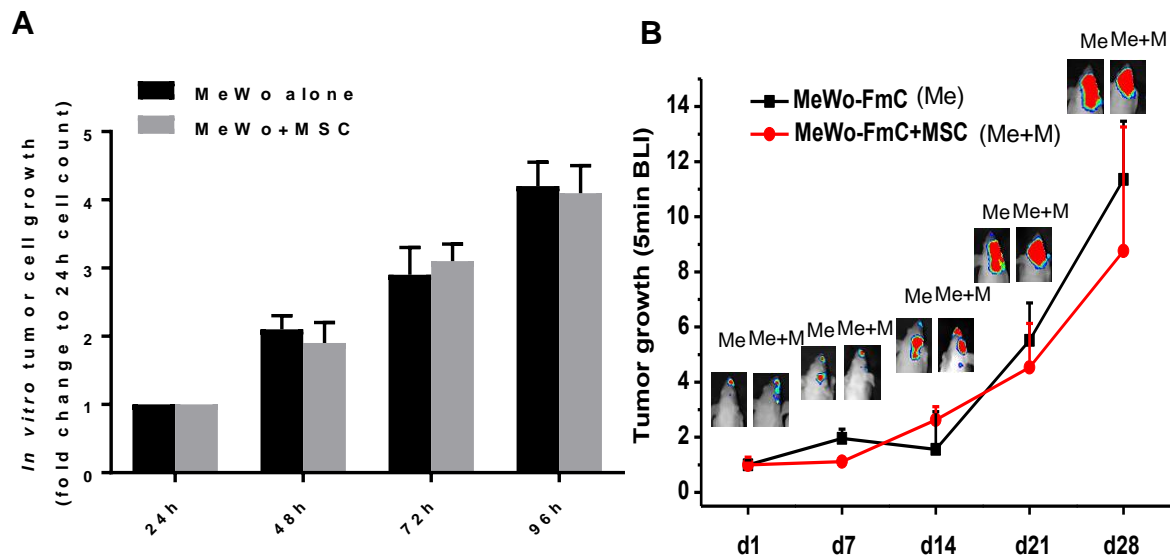 A
MeWo alone
MeWo+MSC
In vitro tumor cell growth
(fold change to 24h cell count)
5
4
3
2
1
0
24h
48h
72h
96h
B
MeWo-FmC (Me)
MeWo-FmC+MSC (Me+M)
Tumor growth (5min BLI)
14
12
10
8
6
4
2
0
Me Me+M
Me Me+M
Me Me+M
Me Me+M
Me Me+M
d1
d7
d14
d21
d28